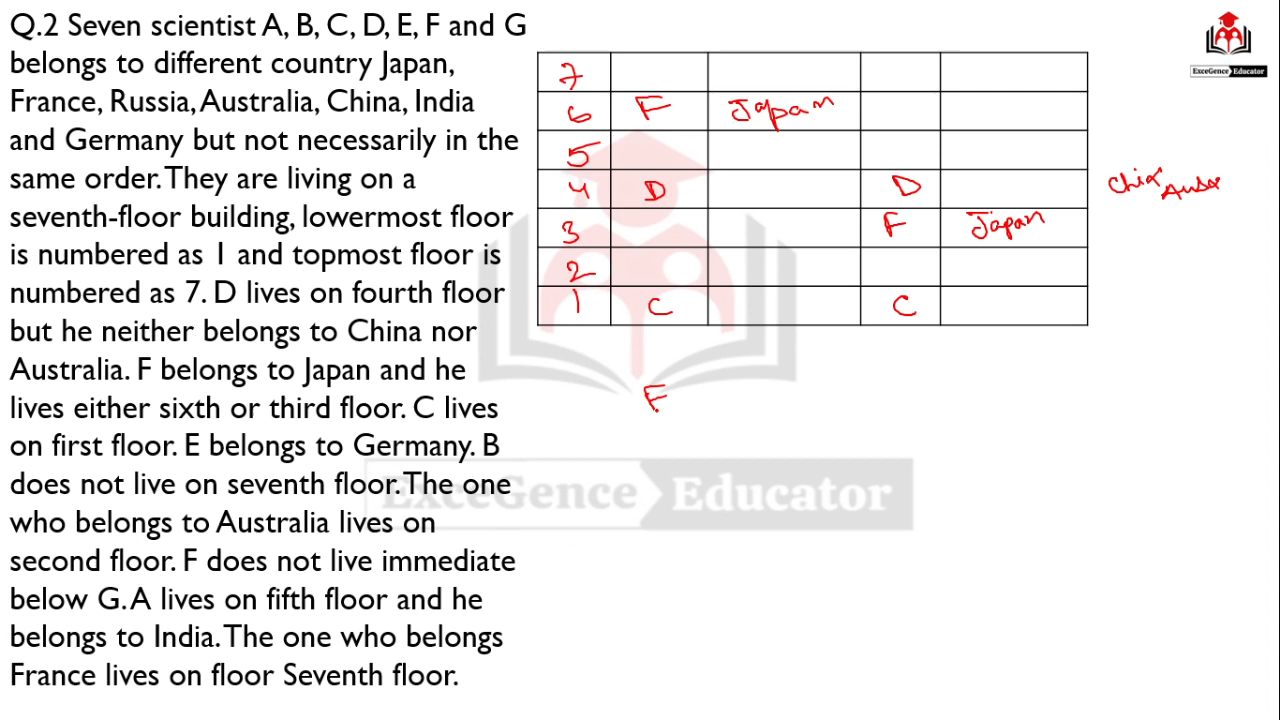 Q.2 Seven scientist A, B, C, D, E, F and G
belongs to different country Japan,
France, Russia, Australia, China, India
and Germany but not necessarily in the
same order. They are living on a
seventh-floor building, lowermost floor
is numbered as 1 and topmost floor is
numbered as 7. D lives on fourth floor
but he neither belongs to China nor
Australia. F belongs to Japan and he
lives either sixth or third floor. C lives
on first floor. E belongs to Germany. B
does not live on seventh floor. The one
who belongs to Australia lives on
second floor. F does not live immediate
below G. A lives on fifth floor and he
belongs to India. The one who belongs
France lives on floor Seventh floor.
7
6 F Japan
5
4 D D
3 F Japan
2
1 C C
F
ExceGence Educator
ExceGence Educator